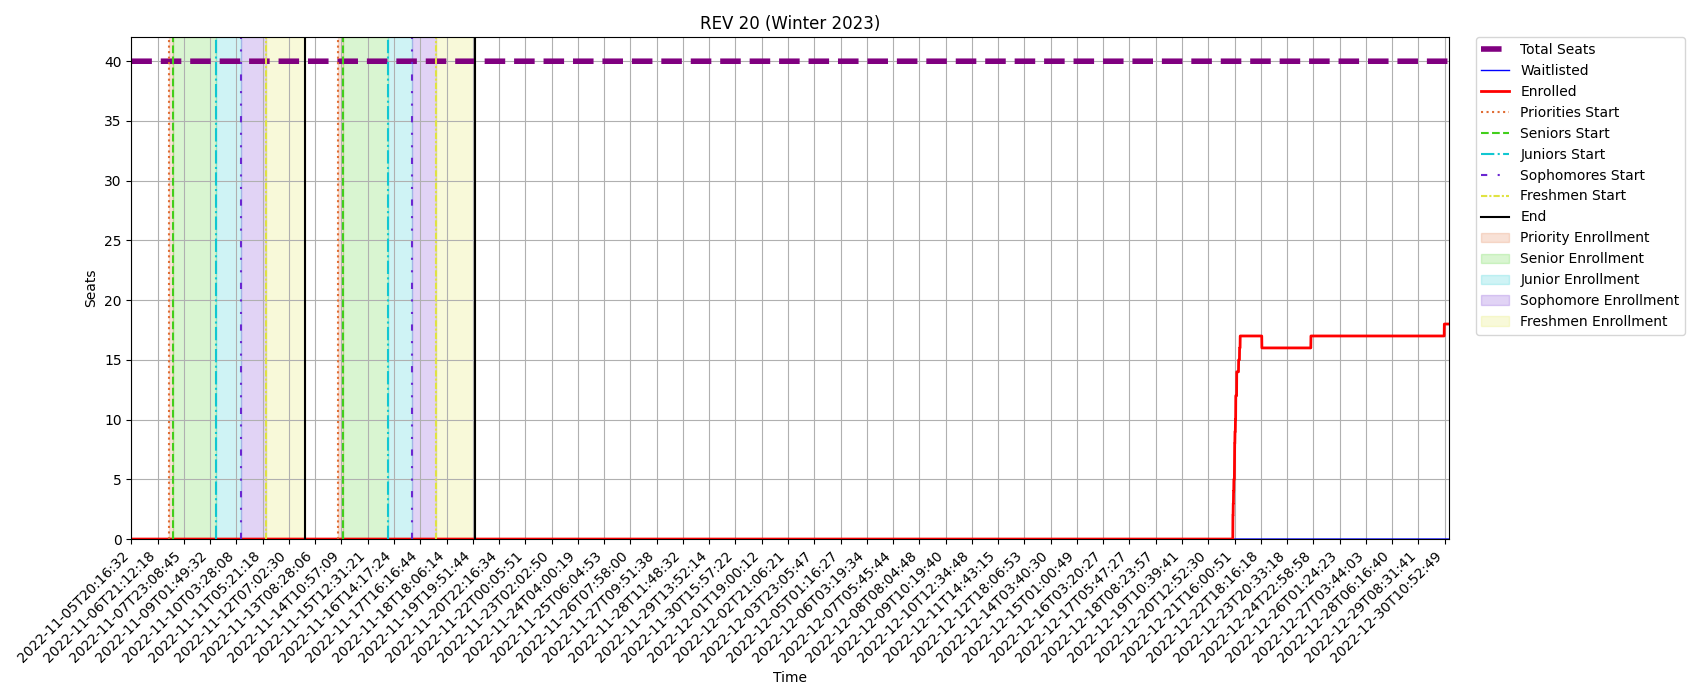 REV 20 (Winter 2023)
Seats
40
35
30
25
20
15
10
5
0
Total Seats
Waitlisted
Enrolled
Priorities Start
Seniors Start
Juniors Start
Sophomores Start
Freshmen Start
End
Priority Enrollment
Senior Enrollment
Junior Enrollment
Sophomore Enrollment
Freshmen Enrollment
2022-11-05T20:16:32
2022-11-06T21:12:18
2022-11-07T23:08:45
2022-11-09T01:49:32
2022-11-10T03:28:08
2022-11-11T05:21:18
2022-11-12T07:02:30
2022-11-13T08:28:06
2022-11-14T10:57:09
2022-11-15T12:31:21
2022-11-16T14:17:24
2022-11-17T16:16:44
2022-11-18T18:06:14
2022-11-19T19:51:44
2022-11-20T22:16:34
2022-11-22T00:05:51
2022-11-23T02:02:50
2022-11-24T04:00:19
2022-11-25T06:04:53
2022-11-26T07:58:00
2022-11-27T09:51:38
2022-11-28T11:48:32
2022-11-29T13:52:14
2022-11-30T15:57:22
2022-12-01T19:00:12
2022-12-02T21:06:21
2022-12-03T23:05:47
2022-12-05T01:16:27
2022-12-06T03:19:34
2022-12-07T05:45:44
2022-12-08T08:04:48
2022-12-09T10:19:40
2022-12-10T12:34:48
2022-12-11T14:43:15
2022-12-12T18:06:53
2022-12-14T13:40:30
2022-12-15T01:00:49
2022-12-16T03:20:27
2022-12-17T05:47:27
2022-12-18T08:23:57
2022-12-19T10:39:41
2022-12-20T12:52:30
2022-12-21T16:00:51
2022-12-22T18:16:18
2022-12-23T20:33:18
2022-12-24T22:58:58
2022-12-26T01:24:23
2022-12-27T03:44:03
2022-12-28T06:16:40
2022-12-29T08:31:41
2022-12-30T10:52:49
Time